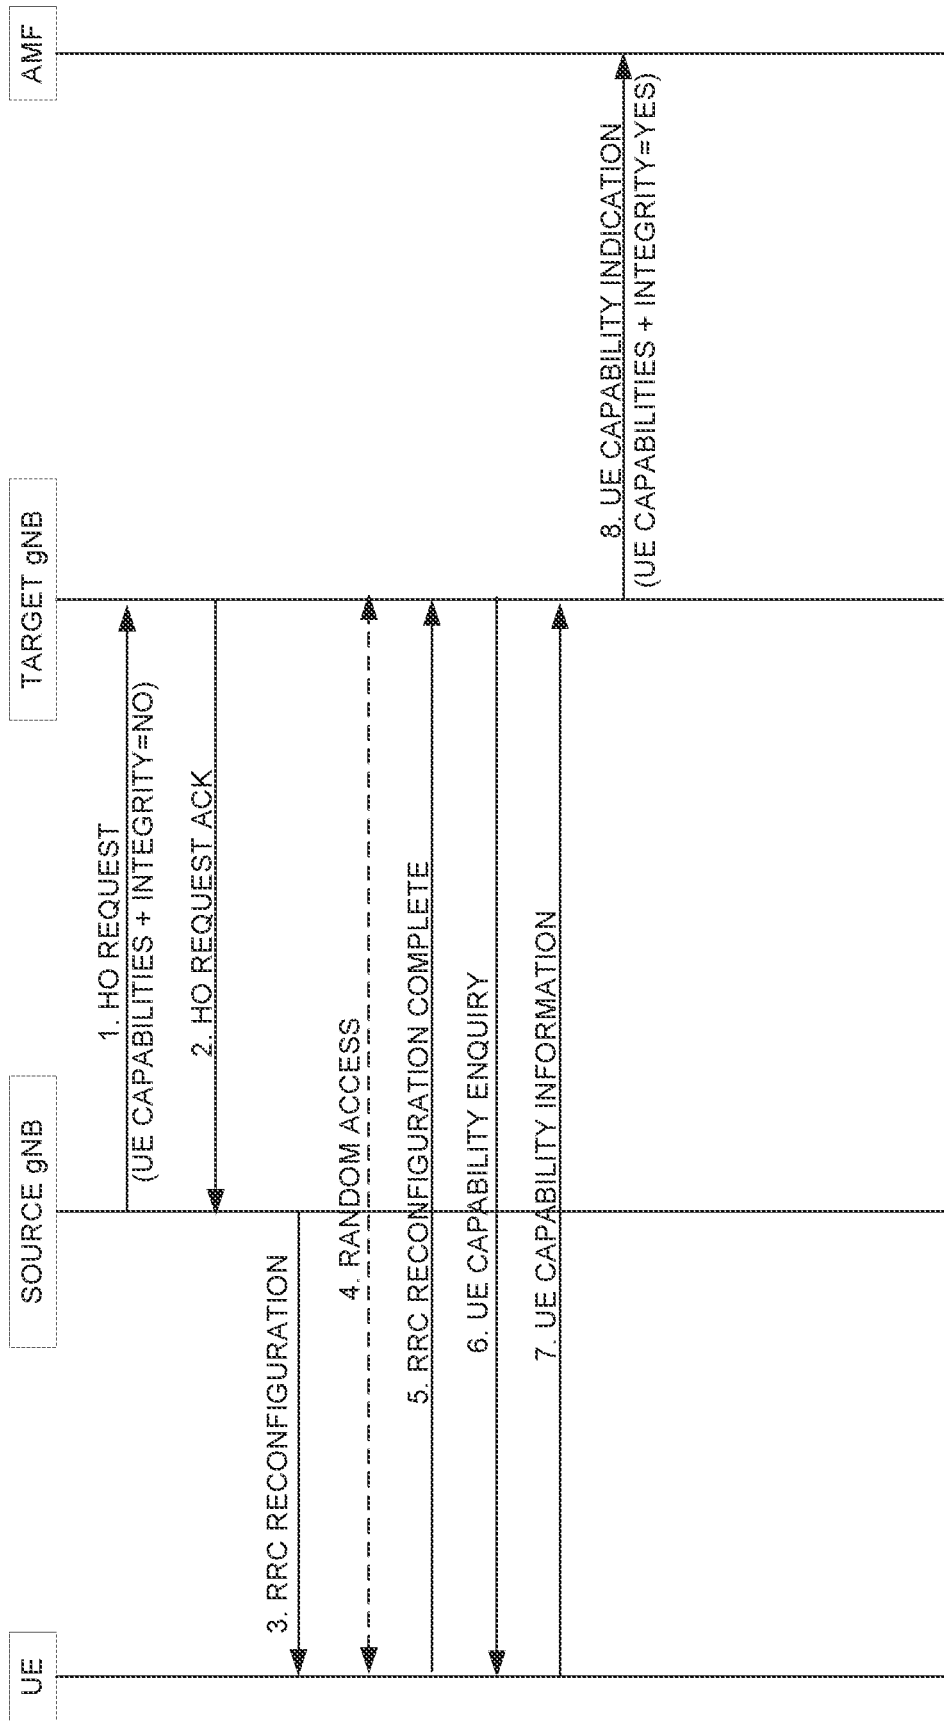 UE
SOURCE gNB
TARGET gNB
AMF
1. HO REQUEST
(UE CAPABILITIES + INTEGRITY=NO)
2. HO REQUEST ACK
3. RRC RECONFIGURATION
4. RANDOM ACCESS
5. RRC RECONFIGURATION COMPLETE
6. UE CAPABILITY ENQUIRY
7. UE CAPABILITY INFORMATION
8. UE CAPABILITY INDICATION
(UE CAPABILITIES + INTEGRITY=YES)